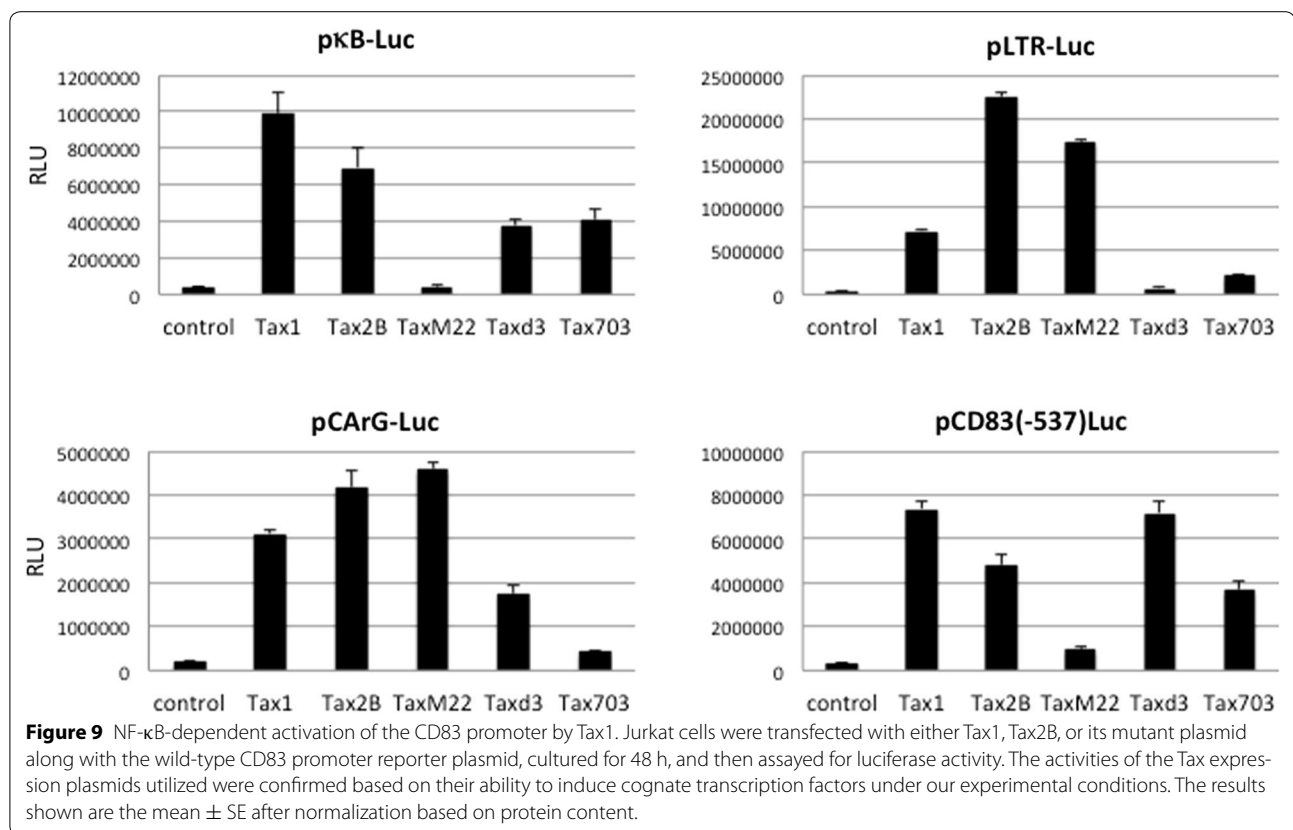 pκB-Luc
RLU
12000000
10000000
8000000
6000000
4000000
2000000
0
control Tax1 Tax2B TaxM22 Taxd3 Tax703
pLTR-Luc
25000000
20000000
15000000
10000000
5000000
0
control Tax1 Tax2B TaxM22 Taxd3 Tax703
pCArG-Luc
RLU
5000000
4000000
3000000
2000000
1000000
0
control Tax1 Tax2B TaxM22 Taxd3 Tax703
pCD83(-537)Luc
10000000
8000000
6000000
4000000
2000000
0
control Tax1 Tax2B TaxM22 Taxd3 Tax703
Figure 9 NF-κB-dependent activation of the CD83 promoter by Tax1. Jurkat cells were transfected with either Tax1, Tax2B, or its mutant plasmid
along with the wild-type CD83 promoter reporter plasmid, cultured for 48 h, and then assayed for luciferase activity. The activities of the Tax expres-
sion plasmids utilized were confirmed based on their ability to induce cognate transcription factors under our experimental conditions. The results
shown are the mean ± SE after normalization based on protein content.